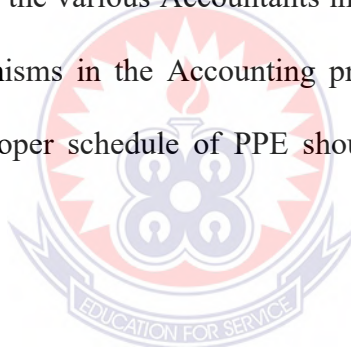 the various Accountants in
nisms in the Accounting pr
oper schedule of PPE shou
EDUCATION FOR SERVICE